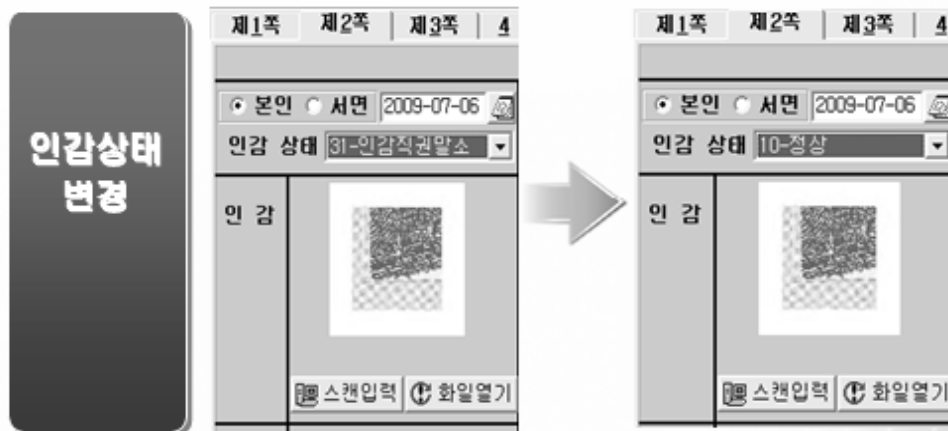 인감상태
변경
제1쪽 제2쪽 제3쪽 4
본인 서면 2009-07-06
인감 상태 31-인감직권말소
인 감
스캔입력 화일열기
제1쪽 제2쪽 제3쪽 4
본인 서면 2009-07-06
인감 상태 10-정상
인 감
스캔입력 화일열기